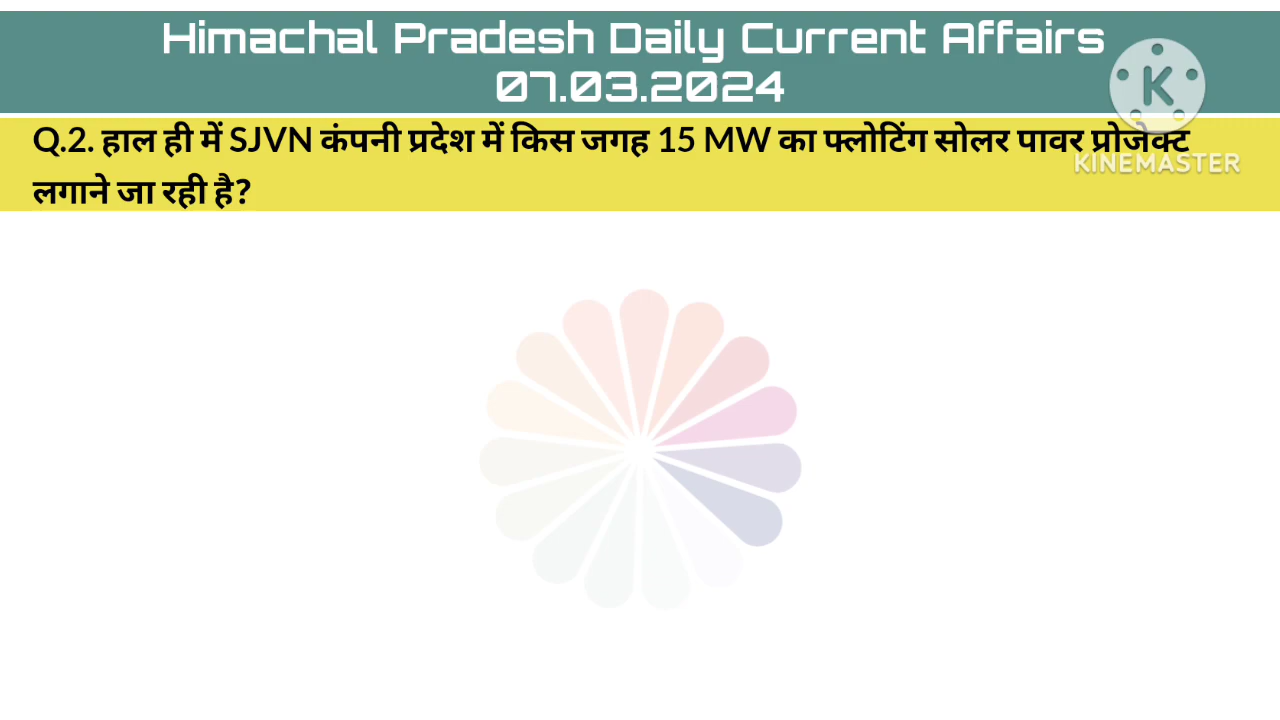 Himachal Pradesh Daily Current Affairs
07.03.2024
K
KINEMASTER
Q.2. हाल ही में SJVN कंपनी प्रदेश में किस जगह 15 MW का फ्लोटिंग सोलर पावर प्रोजेक्ट
लगाने जा रही है?